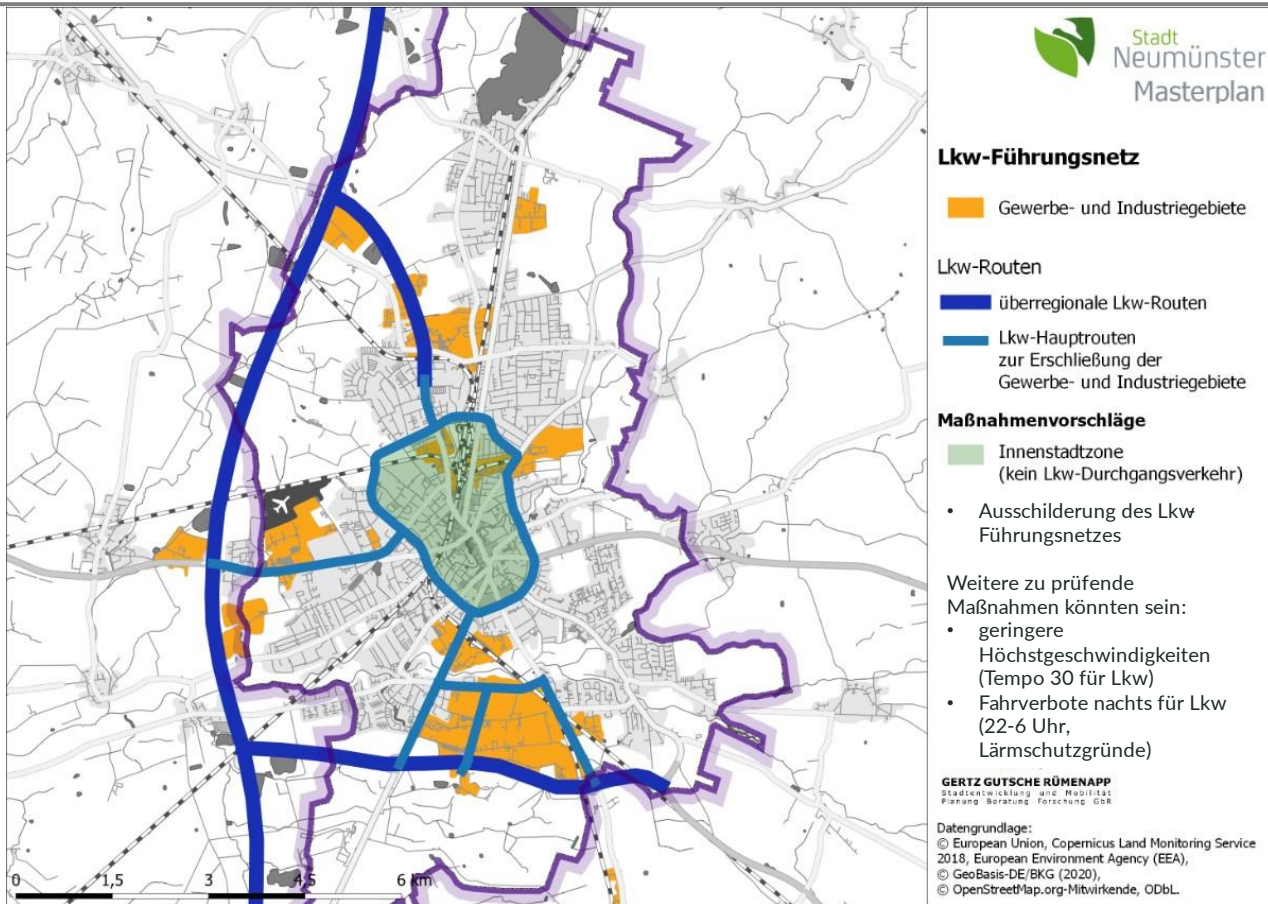 Stadt
Neumünster
Masterplan
Lkw-Führungsnetz
Gewerbe- und Industriegebiete
Lkw-Routen
überregionale Lkw-Routen
Lkw-Hauptrouten
zur Erschließung der
Gewerbe- und Industriegebiete
Maßnahmenvorschläge
Innenstadtzone
(kein Lkw-Durchgangsverkehr)
• Ausschilderung des Lkw-
Führungsnetzes
Weitere zu prüfende
Maßnahmen könnten sein:
• geringere
Höchstgeschwindigkeiten
(Tempo 30 für Lkw)
• Fahrverbote nachts für Lkw
(22-6 Uhr,
Lärmschutzgründe)
GERTZ GUTSCHE RÜMENAPP
Stadtentwicklung und Mobilität
Planung Beratung Forschung GbR
Datengrundlage:
© European Union, Copernicus Land Monitoring Service
2018, European Environment Agency (EEA),
© GeoBasis-DE/BKG (2020),
© OpenStreetMap.org-Mitwirkende, ODbL.
0 1,5 3 4,5 6 km